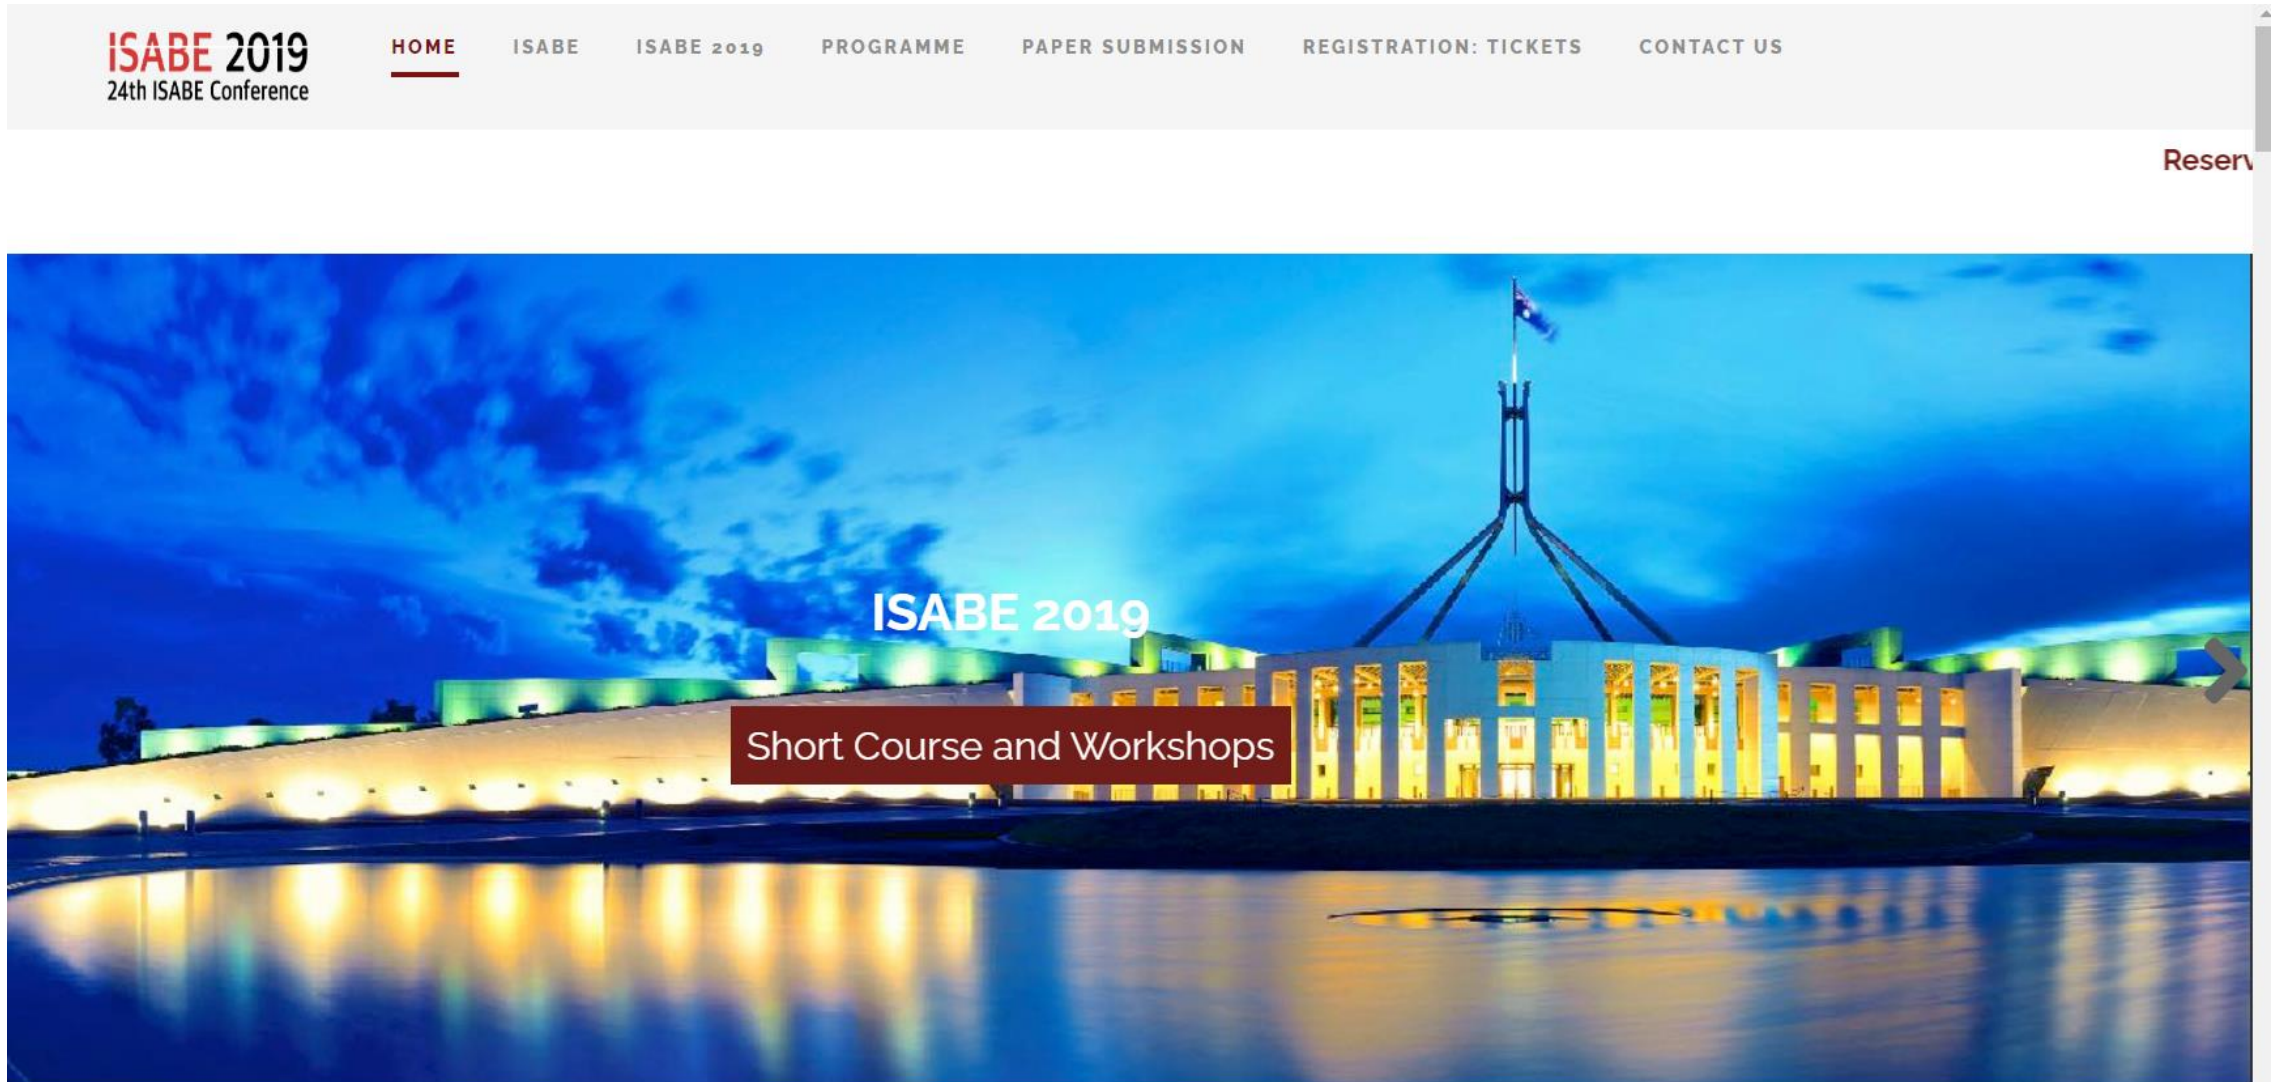 ISABE 2019
24th ISABE Conference
HOME ISABE ISABE 2019 PROGRAMME PAPER SUBMISSION REGISTRATION: TICKETS CONTACT US
Reserv
ISABE 2019
Short Course and Workshops